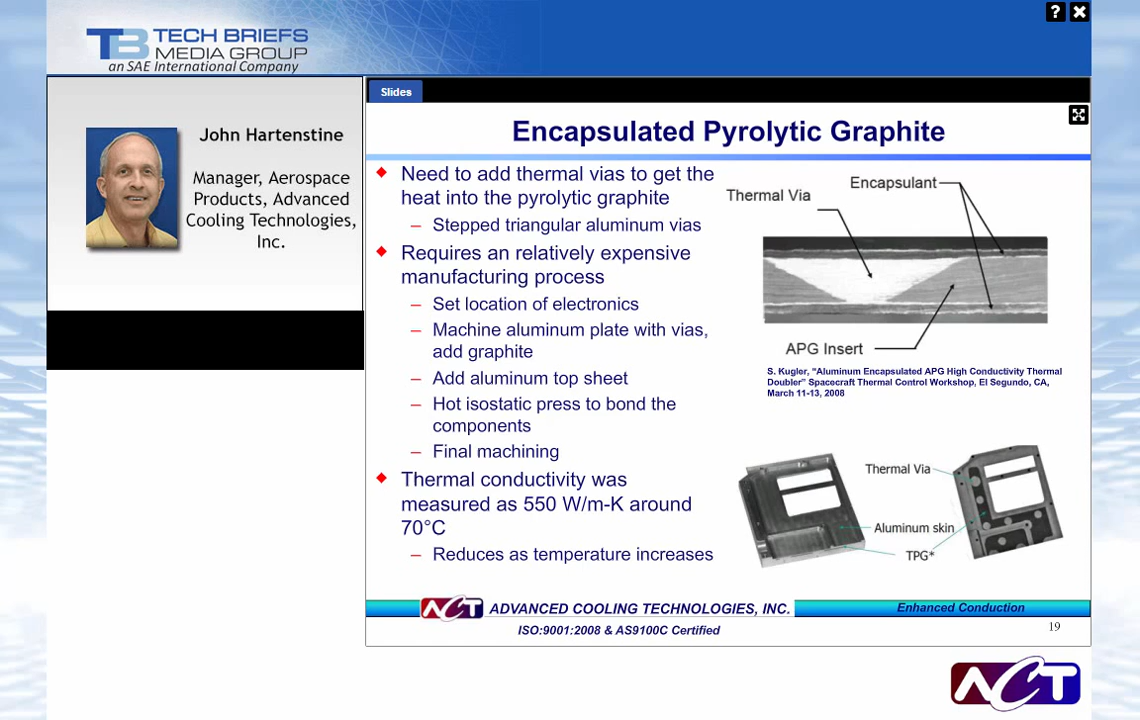 ? ✖
TECH BRIEFS
MEDIA GROUP
an SAE International Company
John Hartenstine
Manager, Aerospace
Products, Advanced
Cooling Technologies,
Inc.
Slides
Encapsulated Pyrolytic Graphite
Need to add thermal vias to get the
heat into the pyrolytic graphite
– Stepped triangular aluminum vias
Requires an relatively expensive
manufacturing process
– Set location of electronics
– Machine aluminum plate with vias,
add graphite
– Add aluminum top sheet
– Hot isostatic press to bond the
components
– Final machining
Thermal conductivity was
measured as 550 W/m-K around
70°C
– Reduces as temperature increases
Encapsulant
Thermal Via
APG Insert
S. Kugler, "Aluminum Encapsulated APG High Conductivity Thermal
Doubler" Spacecraft Thermal Control Workshop, El Segundo, CA,
March 11-13, 2008
Thermal Via
Aluminum skin
TPG*
ACT ADVANCED COOLING TECHNOLOGIES, INC.
Enhanced Conduction
ISO:9001:2008 & AS9100C Certified
19
ACT